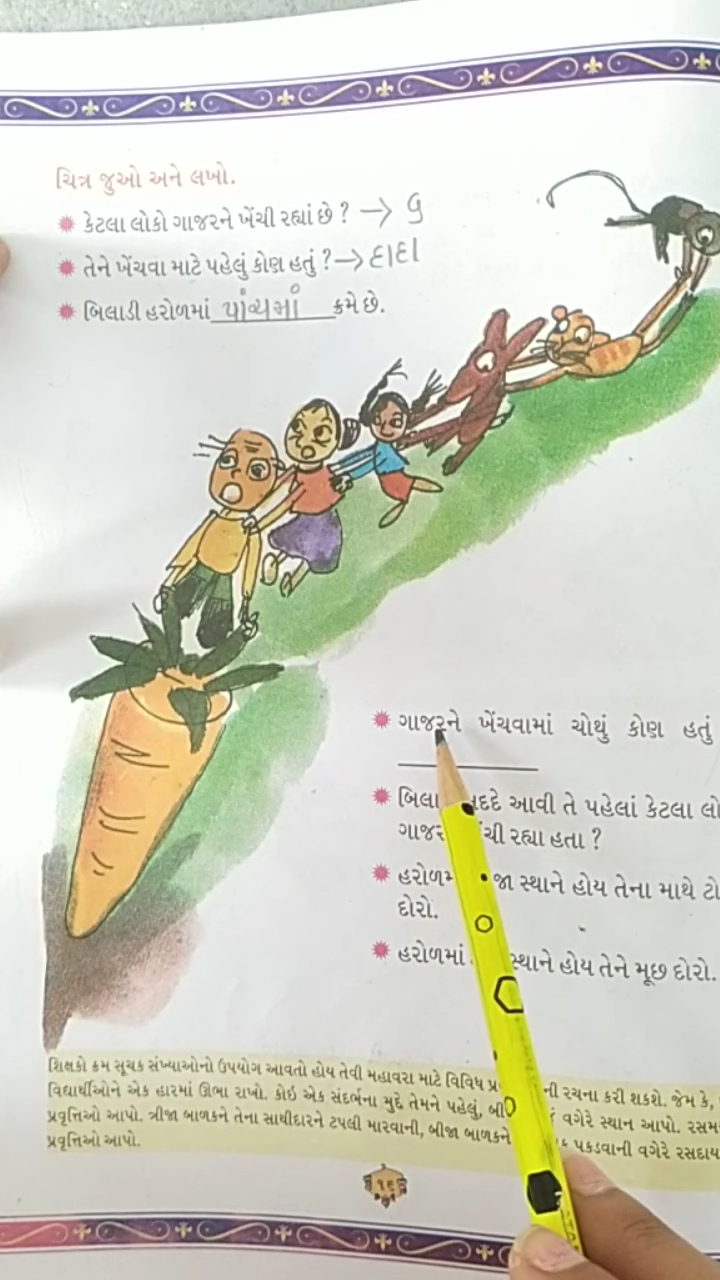 ચિત્ર જુઓ અને લખો.
કેટલા લોકો ગાજરને ખેંચી રહ્યાં છે ? → ૬
તેને ખેંચવા માટે પહેલું કોણ હતું ? → દાદા
બિલાડી હરોળમાં પાંચમાં ક્રમે છે.
ગાજરને ખેંચવામાં ચોથું કોણ હતું
બિલા મદદે આવી તે પહેલાં કેટલા લો
ગાજર ખેંચી રહ્યા હતા ?
હરોળમ જા સ્થાને હોય તેના માથે ટો
દોરો.
હરોળમાં સ્થાને હોય તેને મૂછ દોરો.
શિક્ષકો ક્રમ સૂચક સંખ્યાઓનો ઉપયોગ આવતો હોય તેવી મહાવરા માટે વિવિધ પ્ર ની રચના કરી શકશે. જેમ કે,
વિદ્યાર્થીઓને એક હારમાં ઊભા રાખો. કોઇ એક સંદર્ભના મુદ્દે તેમને પહેલું, બી વગેરે સ્થાન આપો. રસમ
પ્રવૃત્તિઓ આપો. ત્રીજા બાળકને તેના સાથીદારને ટપલી મારવાની, બીજા બાળકને પકડવાની વગેરે રસદાય
પ્રવૃત્તિઓ આપો.